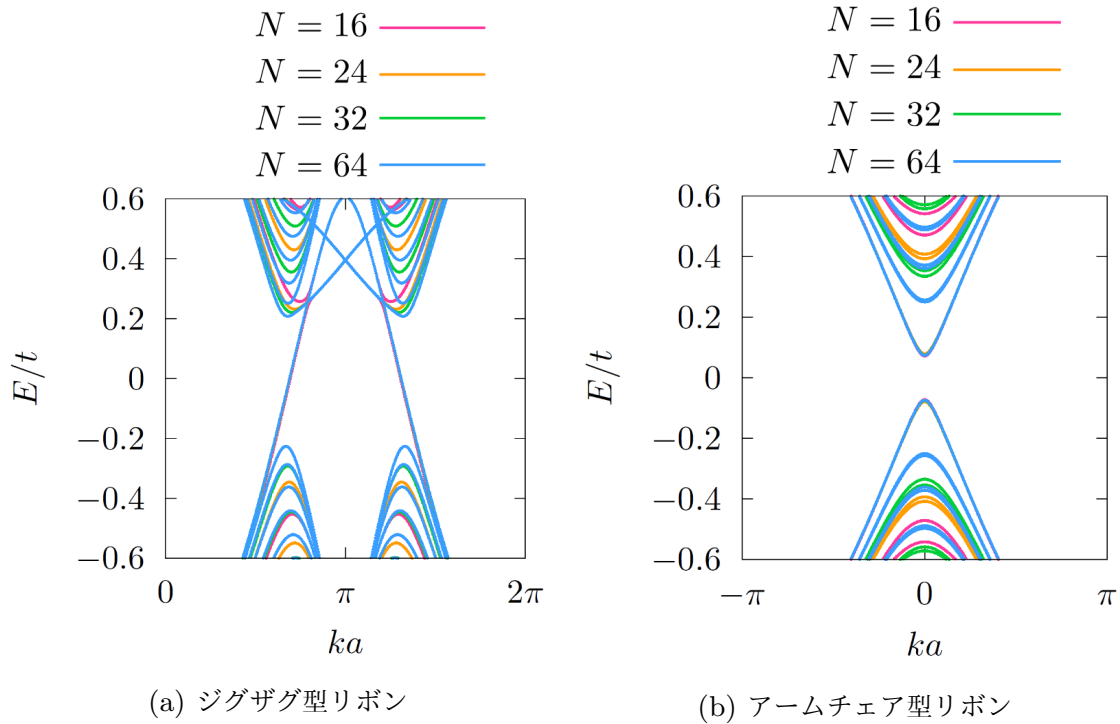 N = 16
N = 24
N = 32
N = 64
0.6
0.4
0.2
0
−0.2
−0.4
−0.6
E/t
0 π 2π
ka
(a) ジグザグ型リボン
N = 16
N = 24
N = 32
N = 64
0.6
0.4
0.2
0
−0.2
−0.4
−0.6
E/t
−π 0 π
ka
(b) アームチェア型リボン